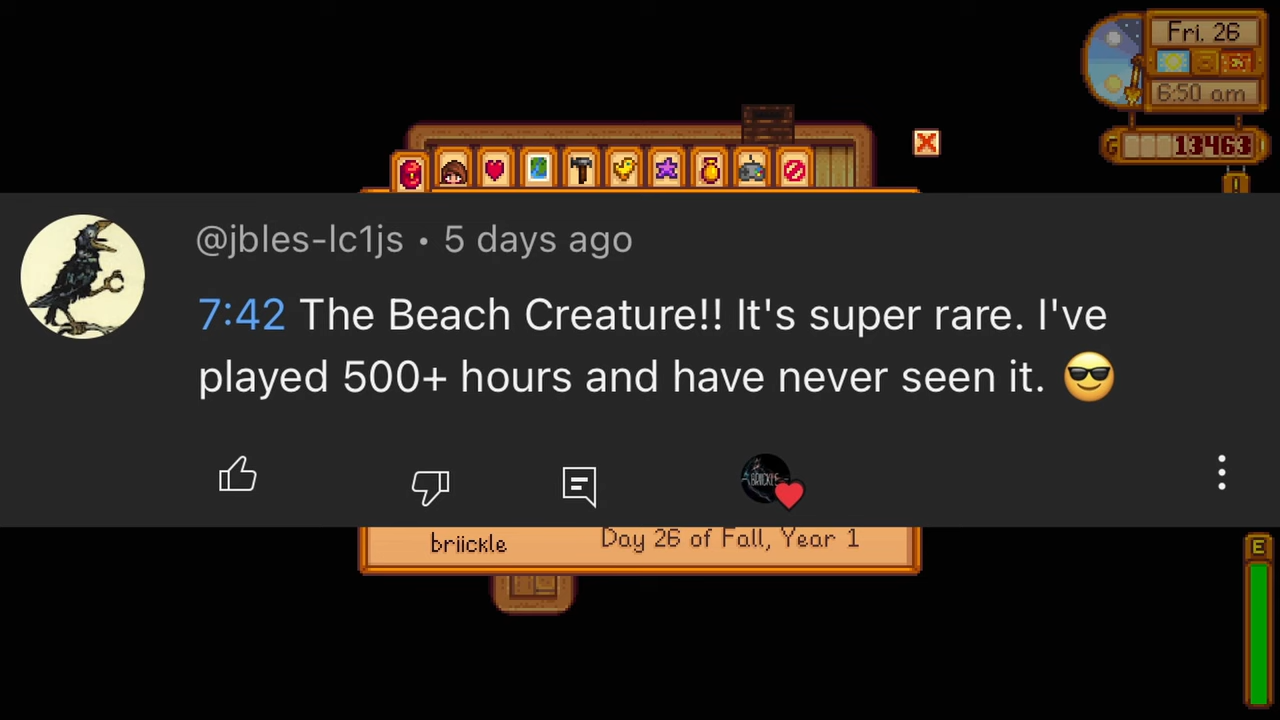 Fri. 26
6:50 am
13463
@jbles-lc1js • 5 days ago
7:42 The Beach Creature!! It's super rare. I've
played 500+ hours and have never seen it. 😎
BRIICKLE
briickle
Day 26 of Fall, Year 1
E